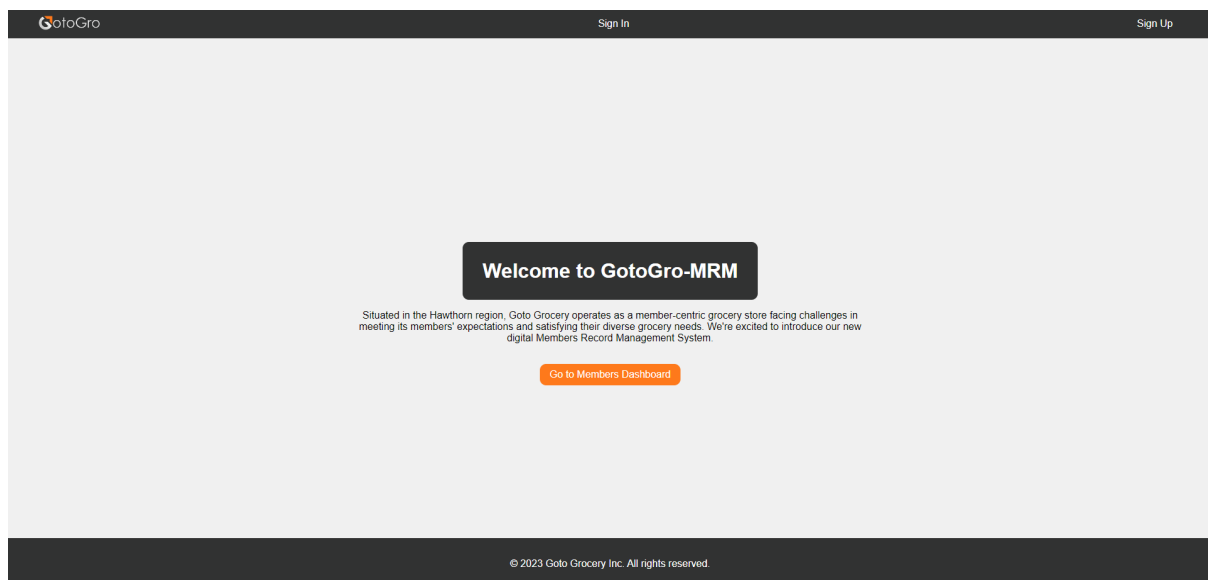 GotoGro
Sign In
Sign Up
Welcome to GotoGro-MRM
Situated in the Hawthorn region, Goto Grocery operates as a member-centric grocery store facing challenges in
meeting its members' expectations and satisfying their diverse grocery needs. We're excited to introduce our new
digital Members Record Management System.
Go to Members Dashboard
© 2023 Goto Grocery Inc. All rights reserved.